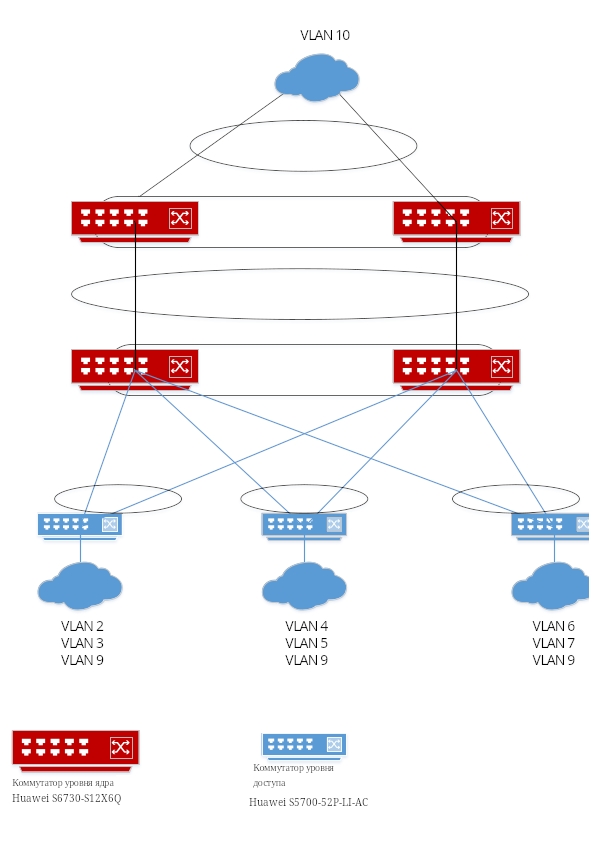 VLAN 10
VLAN 2
VLAN 3
VLAN 9
VLAN 4
VLAN 5
VLAN 9
VLAN 6
VLAN 7
VLAN 9
Коммутатор уровня ядра
Huawei S6730-S12X6Q
Коммутатор уровня
доступа
Huawei S5700-52P-LI-AC